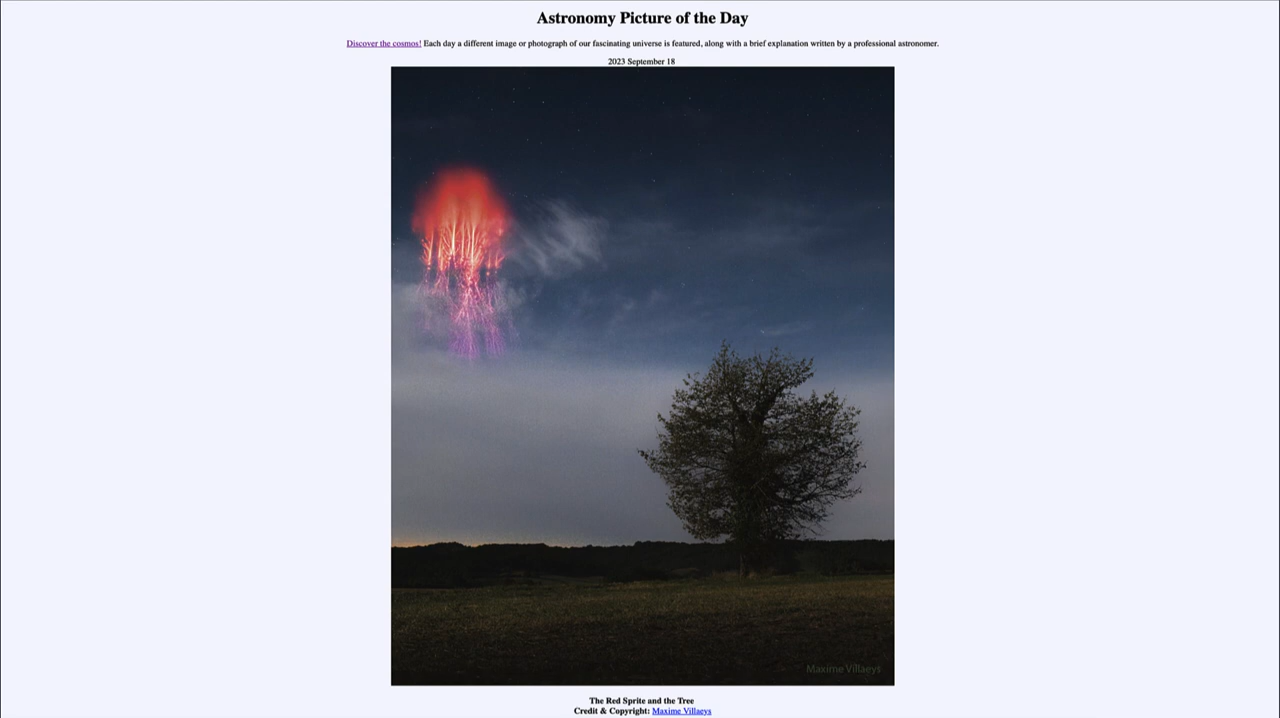 Astronomy Picture of the Day
Discover the cosmos! Each day a different image or photograph of our fascinating universe is featured, along with a brief explanation written by a professional astronomer.
2023 September 18
Maxime Villaeys
The Red Sprite and the Tree
Credit & Copyright: Maxime Villaeys